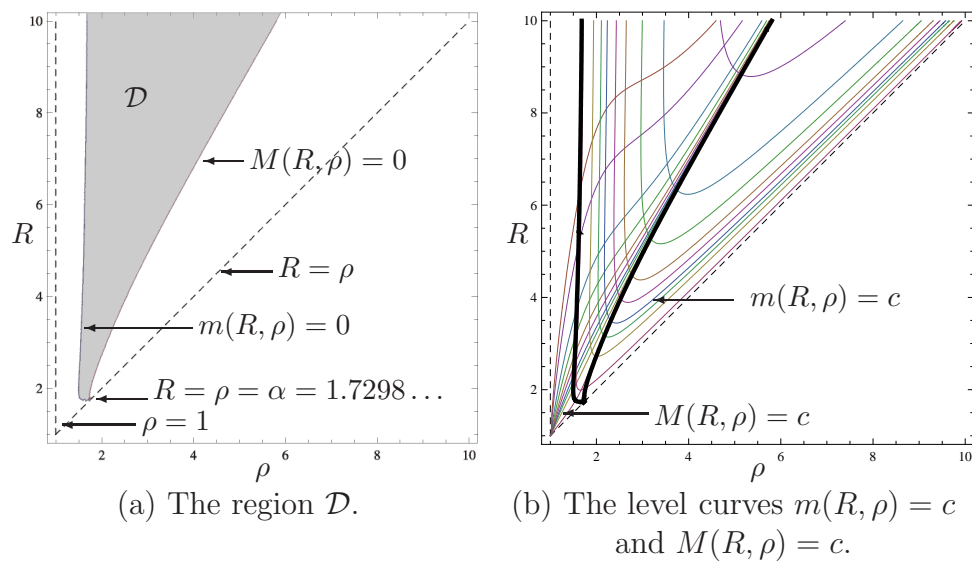 10
8
6
4
2
R
2
4
6
8
10
ρ
𝒟
M(R, ρ) = 0
R = ρ
m(R, ρ) = 0
R = ρ = α = 1.7298 . . .
ρ = 1
(a) The region 𝒟.
10
8
6
4
2
R
2
4
6
8
10
ρ
m(R, ρ) = c
M(R, ρ) = c
(b) The level curves m(R, ρ) = c
and M(R, ρ) = c.